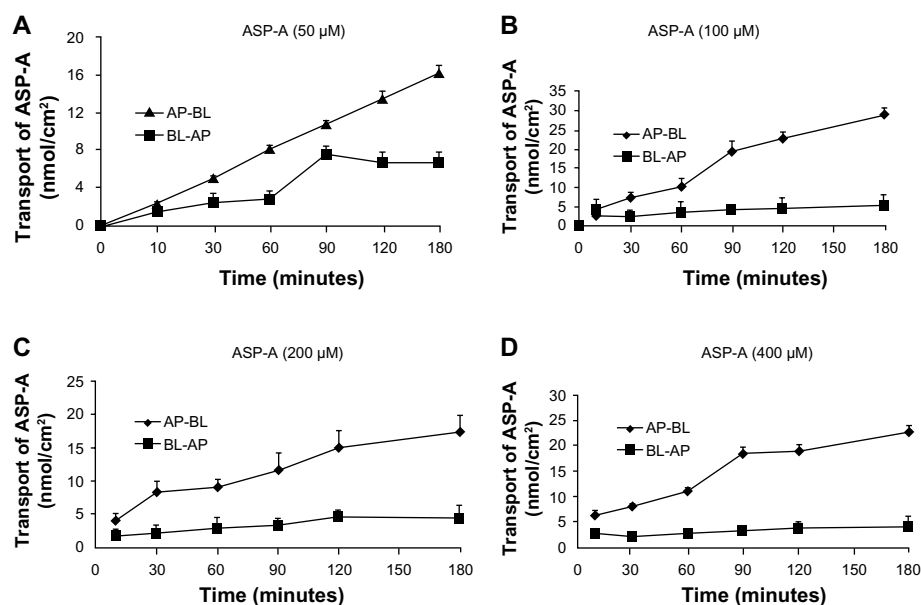 A
ASP-A (50 µM)
Transport of ASP-A
(nmol/cm²)
20
16
12
8
4
0
AP-BL
BL-AP
0 10 30 60 90 120 180
Time (minutes)
B
ASP-A (100 µM)
Transport of ASP-A
(nmol/cm²)
35
30
25
20
15
10
5
0
AP-BL
BL-AP
0 30 60 90 120 150 180
Time (minutes)
C
ASP-A (200 µM)
Transport of ASP-A
(nmol/cm²)
25
20
15
10
5
0
AP-BL
BL-AP
0 30 60 90 120 150 180
Time (minutes)
D
ASP-A (400 µM)
Transport of ASP-A
(nmol/cm²)
30
25
20
15
10
5
0
AP-BL
BL-AP
0 30 60 90 120 150 180
Time (minutes)